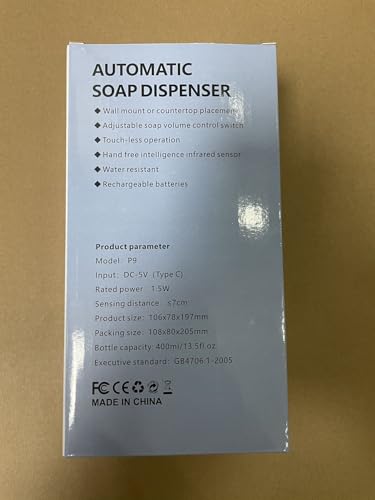 AUTOMATIC
SOAP DISPENSER
◆ Wall mount or countertop placement
◆ Adjustable soap volume control switch
◆ Touch-less operation
◆ Hand free intelligence infrared sensor
◆ Water resistant
◆ Rechargeable batteries
Product parameter
Model: P9
Input: DC-5V (Type C)
Rated power: 1.5W
Sensing distance: ≤7cm
Product size: 106x78x197mm
Packing size: 108x80x205mm
Bottle capacity: 400ml/13.5fl.oz.
Executive standard: GB4706.1-2005
FC CE
MADE IN CHINA